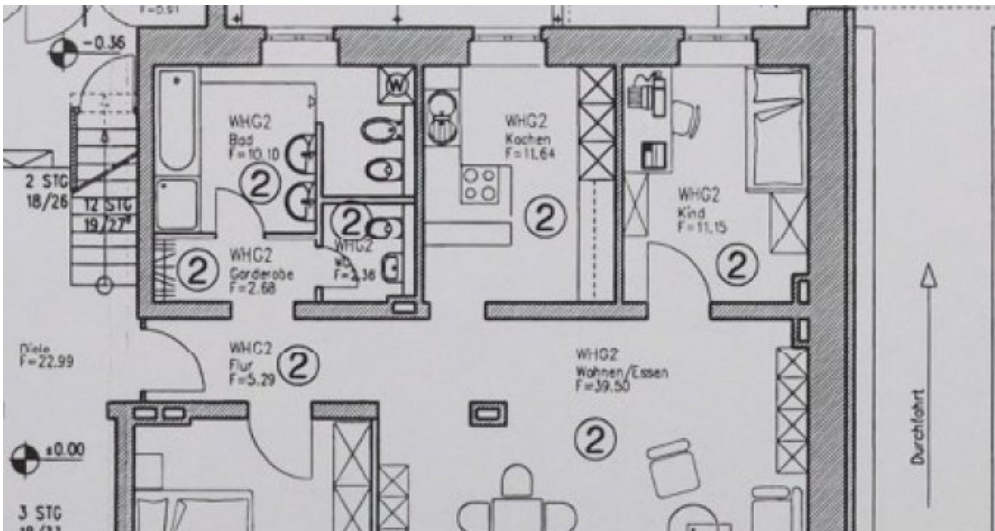 F=0.91
-0.36
W
WHG2
Bad
F=10.10
2
WHG2
Kochen
F=11.64
2
WHG2
Kind
F=11.15
2
2 STG
18/26
12 STG
19/27
2
WHG2
WC
F=2.36
WHG2
Garderobe
F=2.68
2
Diele
F=22.99
WHG2
Flur
F=5.29
2
WHG2
Wohnen/Essen
F=39.50
2
Durchfahrt
±0.00
3 STG